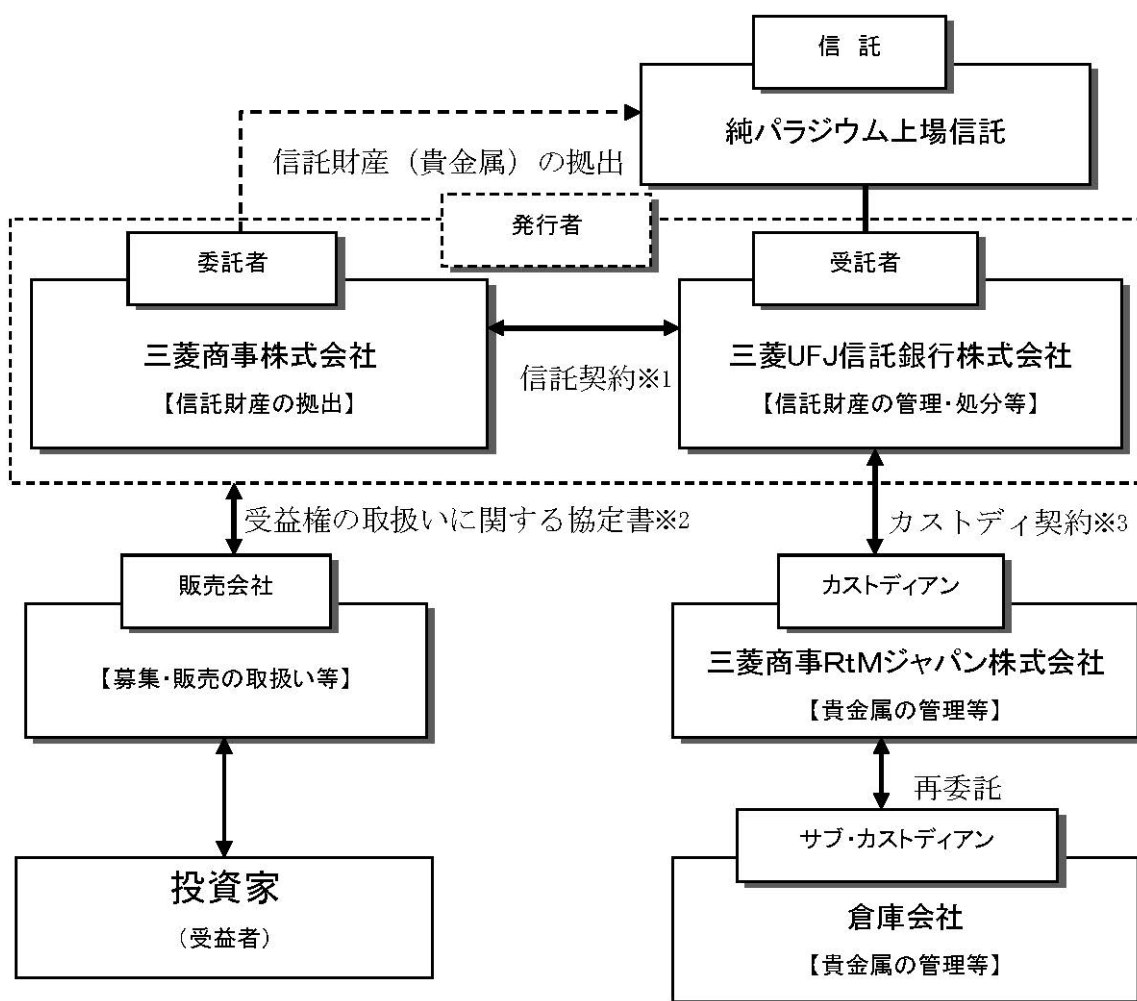 信 託
純パラジウム上場信託
信託財産（貴金属）の拠出
発行者
委託者
三菱商事株式会社
【信託財産の拠出】
信託契約※1
受託者
三菱UFJ信託銀行株式会社
【信託財産の管理・処分等】
受益権の取扱いに関する協定書※2
カストディ契約※3
販売会社
【募集・販売の取扱い等】
カストディアン
三菱商事RtMジャパン株式会社
【貴金属の管理等】
再委託
投資家
（受益者）
サブ・カストディアン
倉庫会社
【貴金属の管理等】